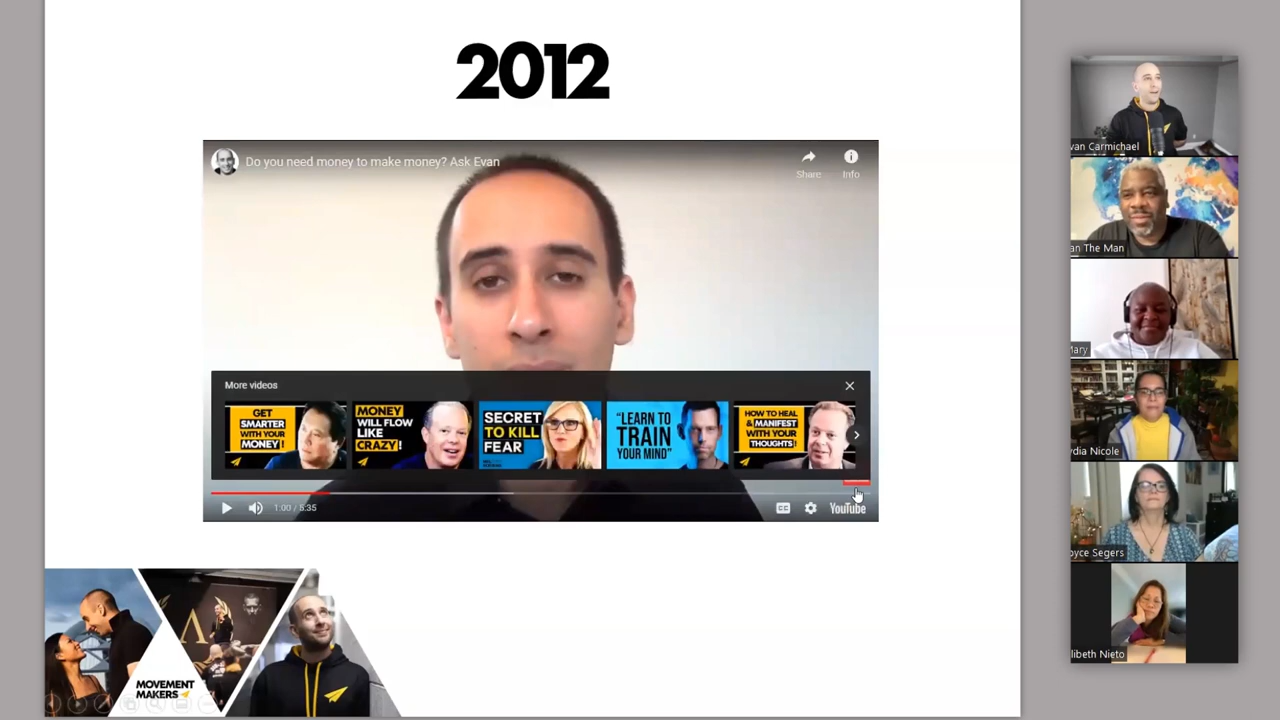 2012
Do you need money to make money? Ask Evan
Share
Info
More videos
GET
SMARTER
WITH YOUR
MONEY!
MONEY
WILL FLOW
LIKE
CRAZY!
SECRET
TO KILL
FEAR
"LEARN TO
TRAIN
YOUR MIND"
HOW TO HEAL
& MANIFEST
WITH YOUR
THOUGHTS!
1:00 / 5:35
CC
YouTube
MOVEMENT
MAKERS
van Carmichael
an The Man
Mary
ydia Nicole
oyce Segers
libeth Nieto